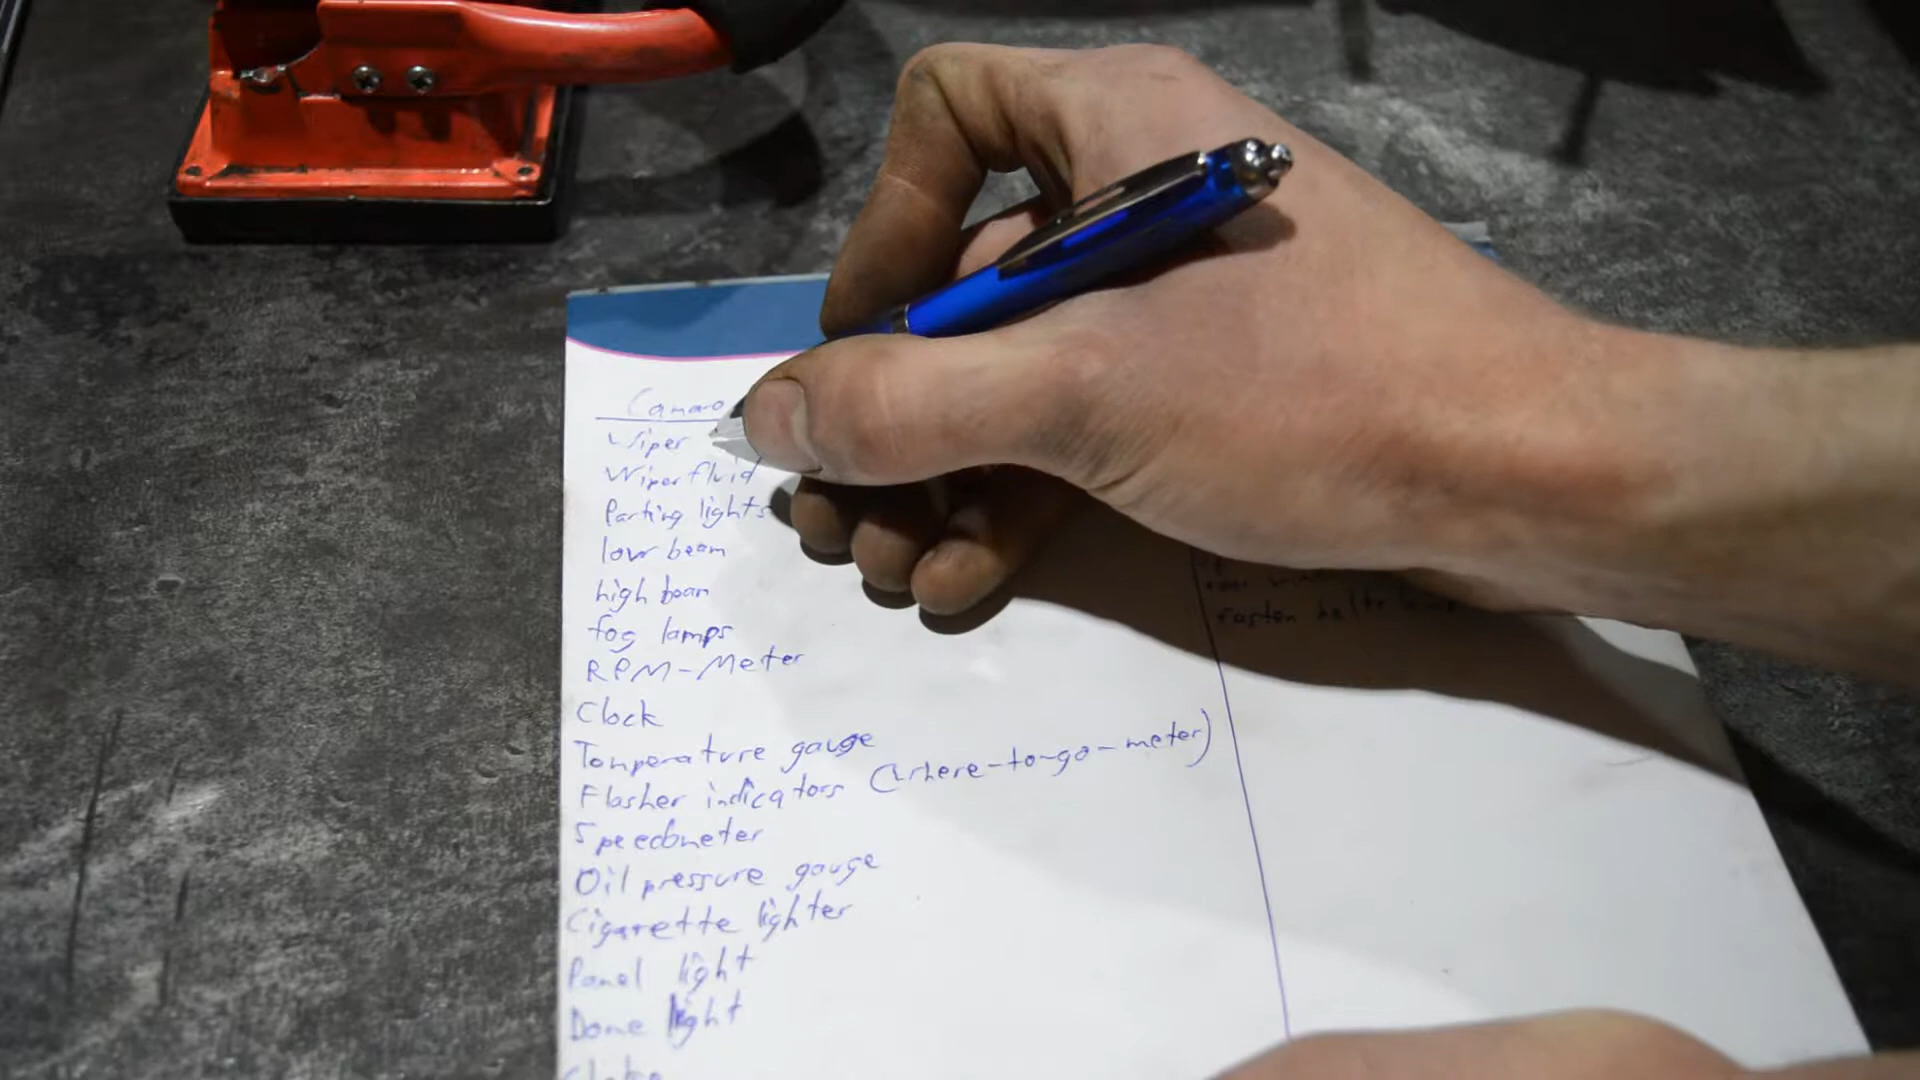 Camaro
Wiper
Wiper fluid
Parking lights
low beam
high beam
fog lamps
RPM-Meter
Clock
Temperature gauge
Flasher indicators (where-to-go-meter)
Speedometer
Oil pressure gauge
Cigarette lighter
Panel light
Dome light
Fasten belts